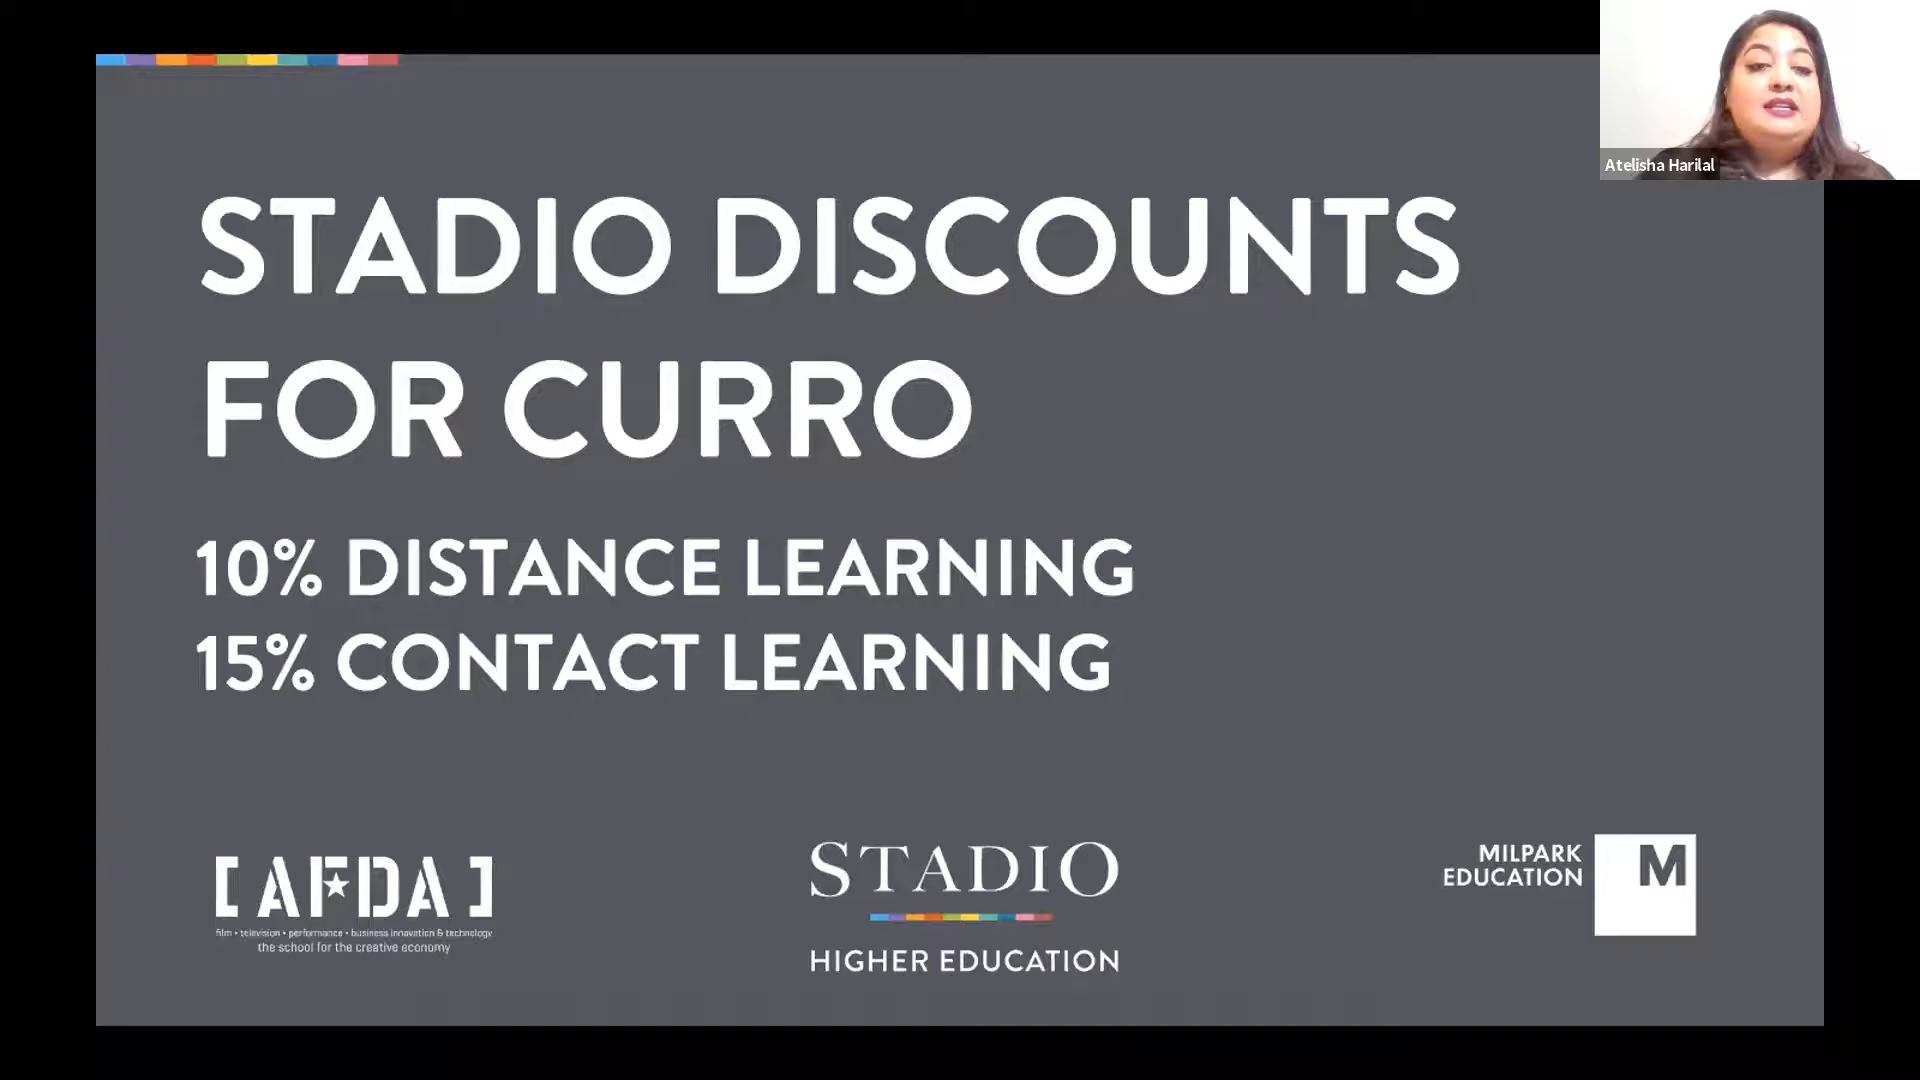 Atelisha Harilal
STADIO DISCOUNTS
FOR CURRO
10% DISTANCE LEARNING
15% CONTACT LEARNING
[AFDA]
film • television • performance • business innovation & technology
the school for the creative economy
STADIO
HIGHER EDUCATION
MILPARK
EDUCATION
M